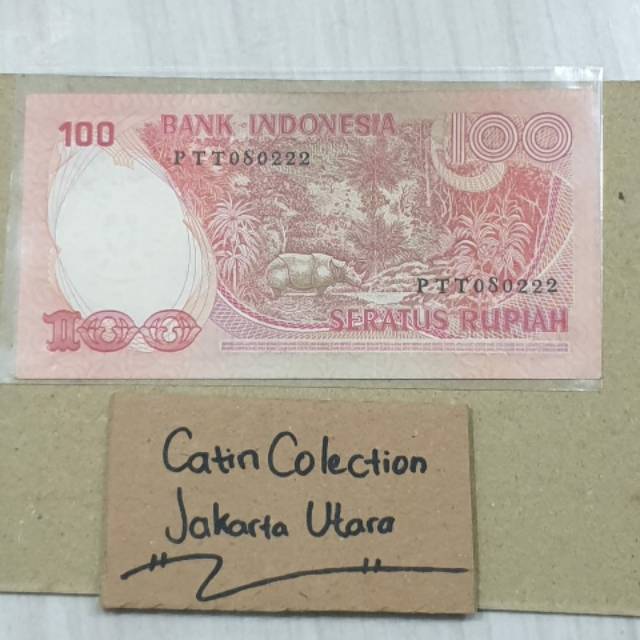 100 BANK INDONESIA 100
PTT080222
PTT080222
100 SERATUS RUPIAH
Catin Colection
Jakarta Utara